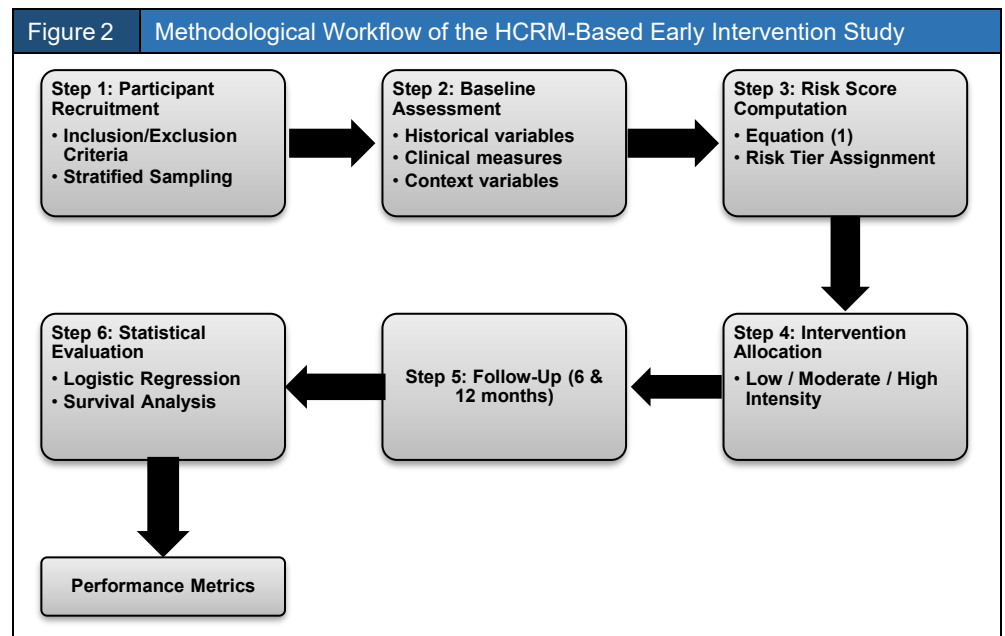 Figure 2
Methodological Workflow of the HCRM-Based Early Intervention Study
Step 1: Participant
Recruitment
• Inclusion/Exclusion
Criteria
• Stratified Sampling
Step 2: Baseline
Assessment
• Historical variables
• Clinical measures
• Context variables
Step 3: Risk Score
Computation
• Equation (1)
• Risk Tier Assignment
Step 4: Intervention
Allocation
• Low / Moderate / High
Intensity
Step 5: Follow-Up (6 &
12 months)
Step 6: Statistical
Evaluation
• Logistic Regression
• Survival Analysis
Performance Metrics